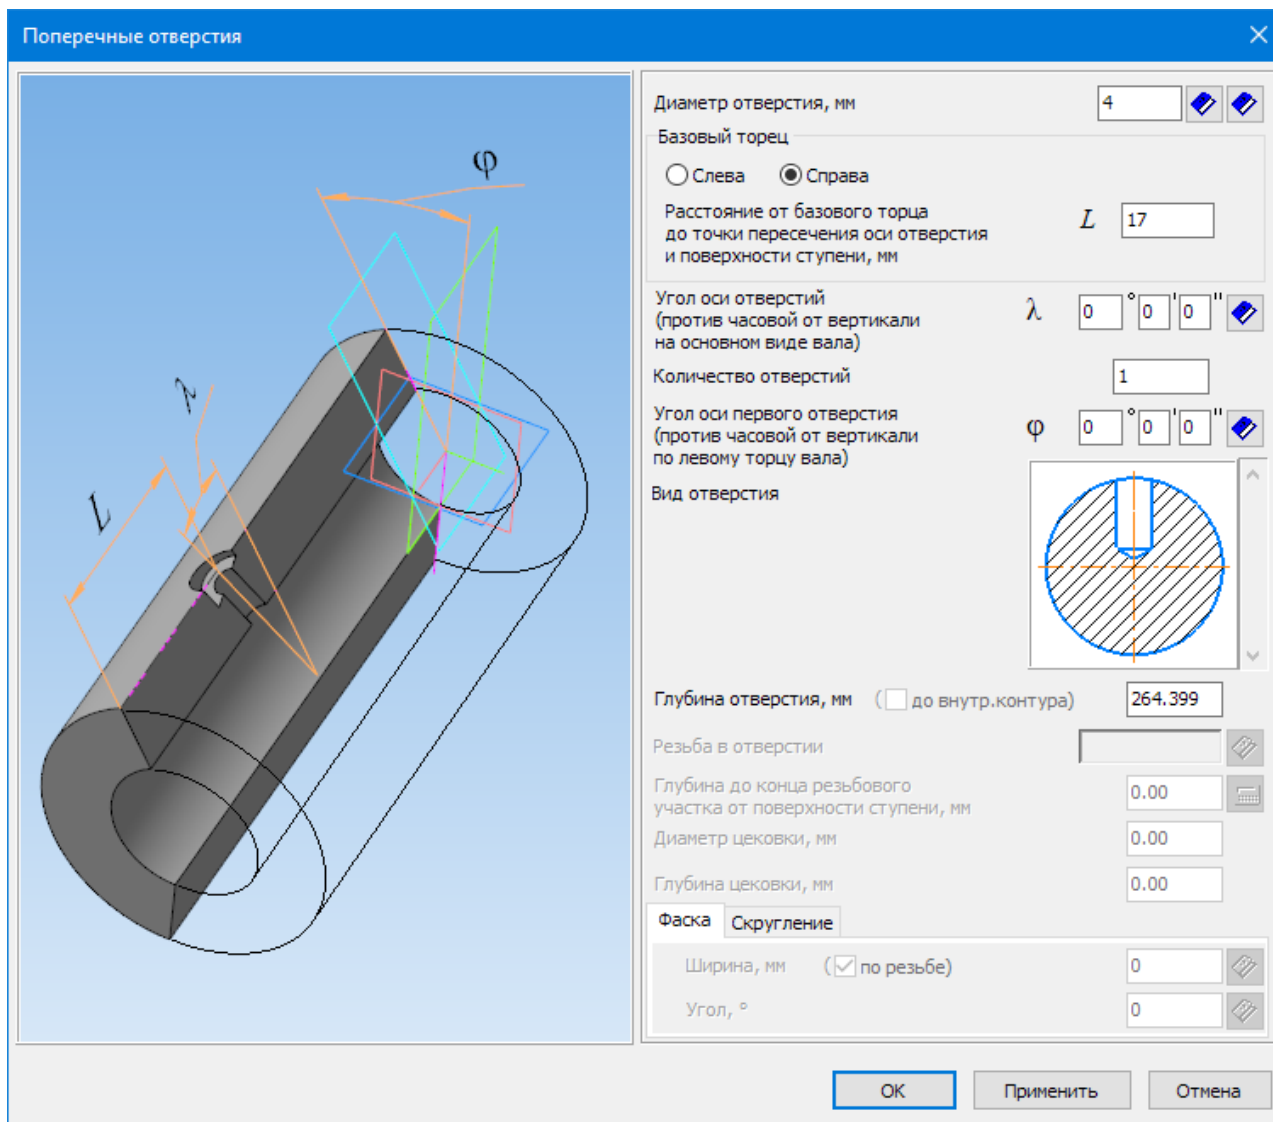 Поперечные отверстия
φ
λ
L
Диаметр отверстия, мм 4
Базовый торец
Слева Справа
Расстояние от базового торца
до точки пересечения оси отверстия L 17
и поверхности ступени, мм
Угол оси отверстий
(против часовой от вертикали λ 0 ° 0 ' 0 "
на основном виде вала)
Количество отверстий 1
Угол оси первого отверстия
(против часовой от вертикали φ 0 ° 0 ' 0 "
по левому торцу вала)
Вид отверстия
Глубина отверстия, мм ( до внутр.контура) 264.399
Резьба в отверстии
Глубина до конца резьбового 0.00
участка от поверхности ступени, мм
Диаметр цековки, мм 0.00
Глубина цековки, мм 0.00
Фаска Скругление
Ширина, мм ( по резьбе) 0
Угол, ° 0
OK Применить Отмена